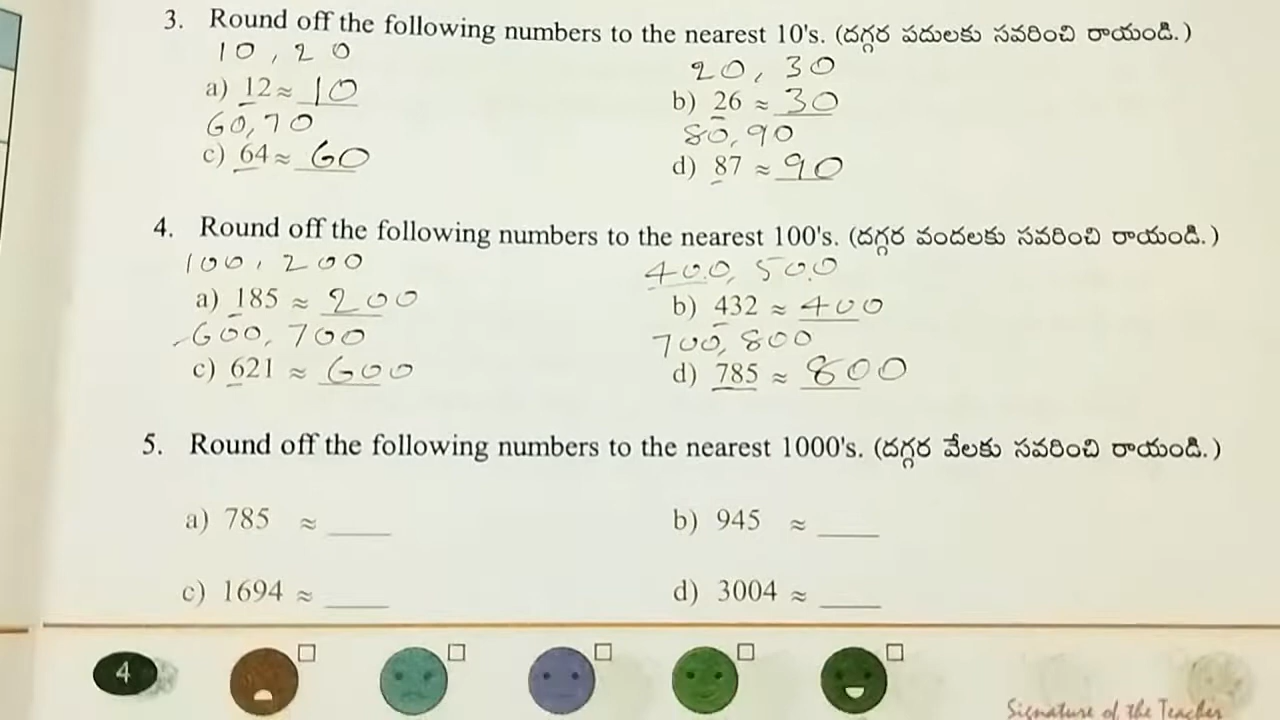 3. Round off the following numbers to the nearest 10's. (దగ్గర పదులకు సవరించి రాయండి.)
10, 20 20, 30
a) 12 ≈ 10 b) 26 ≈ 30
60, 70 80, 90
c) 64 ≈ 60 d) 87 ≈ 90
4. Round off the following numbers to the nearest 100's. (దగ్గర వందలకు సవరించి రాయండి.)
100, 200 400, 500
a) 185 ≈ 200 b) 432 ≈ 400
600, 700 700, 800
c) 621 ≈ 600 d) 785 ≈ 800
5. Round off the following numbers to the nearest 1000's. (దగ్గర వేలకు సవరించి రాయండి.)
a) 785 ≈ ____ b) 945 ≈ ____
c) 1694 ≈ ____ d) 3004 ≈ ____
4
Signature of the Teacher